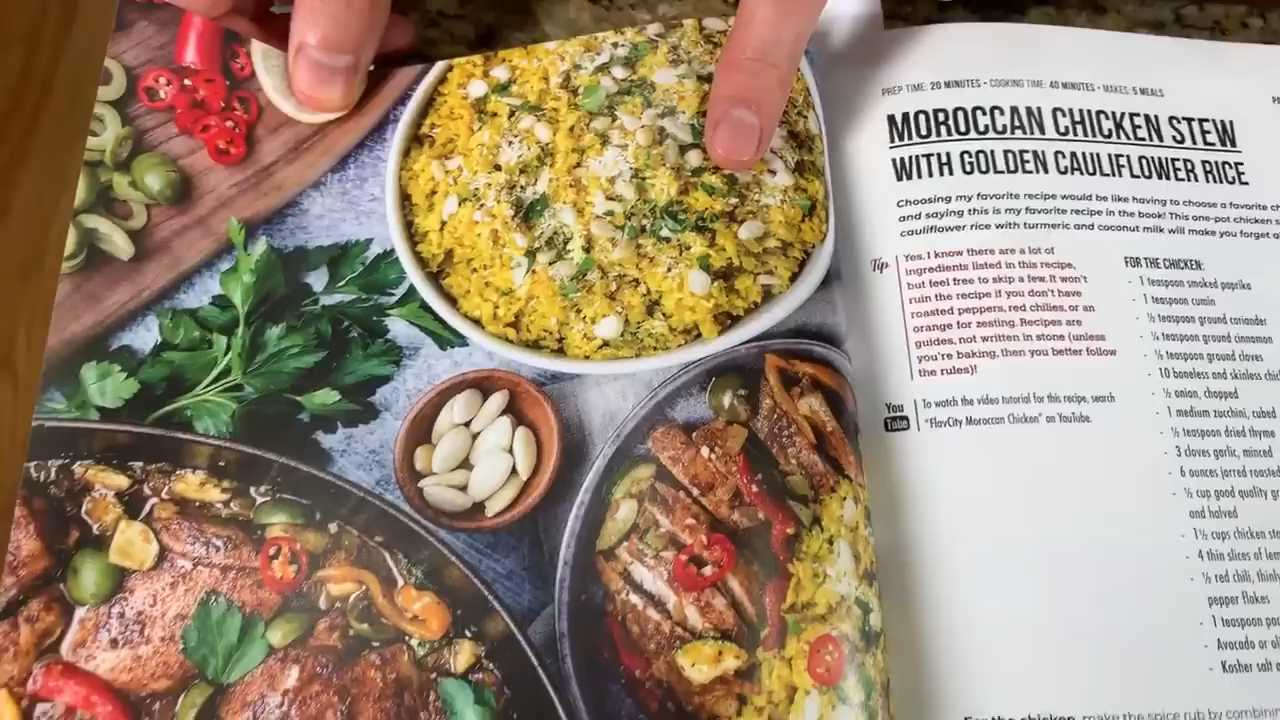 PREP TIME: 20 MINUTES • COOKING TIME: 40 MINUTES • MAKES: 5 MEALS
MOROCCAN CHICKEN STEW
WITH GOLDEN CAULIFLOWER RICE
Choosing my favorite recipe would be like having to choose a favorite
and saying this is my favorite recipe in the book! This one-pot chicken
cauliflower rice with turmeric and coconut milk will make you forget
Tip
Yes, I know there are a lot of
ingredients listed in this recipe,
but feel free to skip a few. It won't
ruin the recipe if you don't have
roasted peppers, red chilies, or an
orange for zesting. Recipes are
guides, not written in stone (unless
you're baking, then you better follow
the rules)!
You
Tube
To watch the video tutorial for this recipe, search
"FlavCity Moroccan Chicken" on YouTube.
FOR THE CHICKEN:
- 1 teaspoon smoked paprika
- 1 teaspoon cumin
- ½ teaspoon ground coriander
- ¼ teaspoon ground cinnamon
- ⅛ teaspoon ground cloves
- 10 boneless and skinless
- ½ onion, chopped
- 1 medium zucchini, cubed
- ½ teaspoon dried thyme
- 3 cloves garlic, minced
- 6 ounces jarred roasted
- ½ cup good quality
and halved
- 1½ cups chicken
- 4 thin slices of
- ½ red chili,
pepper flakes
- 1 teaspoon
- Avocado or
- Kosher salt
For the chicken, make the spice rub by